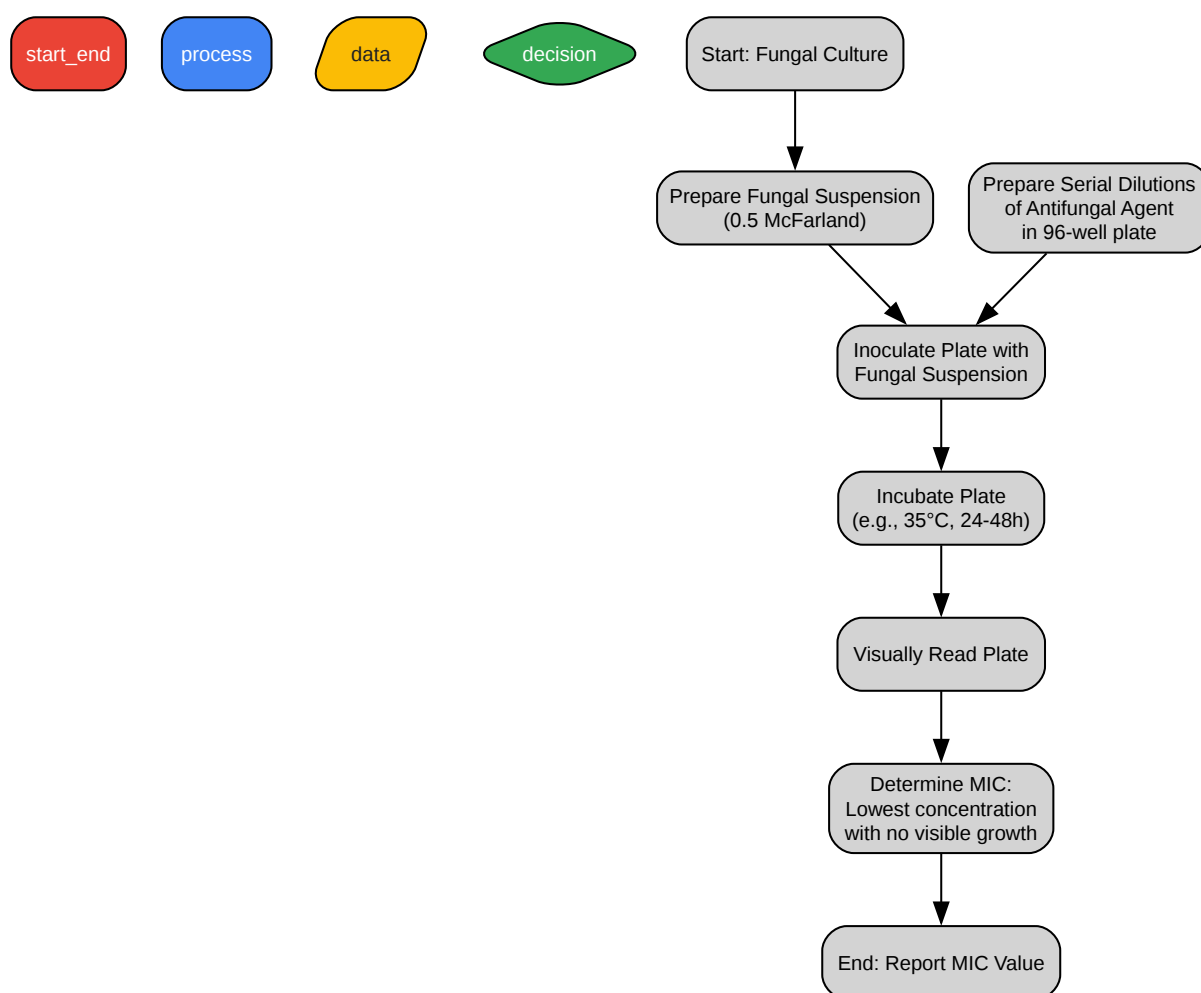 start_end
process
data
decision
Start: Fungal Culture
Prepare Fungal Suspension
(0.5 McFarland)
Prepare Serial Dilutions
of Antifungal Agent
in 96-well plate
Inoculate Plate with
Fungal Suspension
Incubate Plate
(e.g., 35°C, 24-48h)
Visually Read Plate
Determine MIC:
Lowest concentration
with no visible growth
End: Report MIC Value